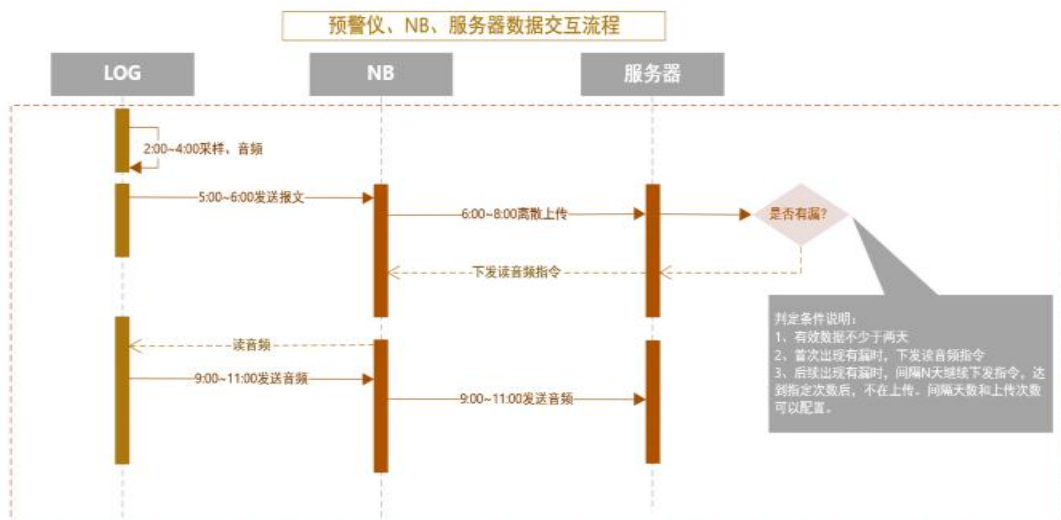 预警仪、NB、服务器数据交互流程
LOG
NB
服务器
2:00~4:00采样、音频
5:00~6:00发送报文
6:00~8:00离散上传
是否有漏?
下发读音频指令
判定条件说明:
1、有效数据不少于两天
2、首次出现有漏时,下发读音频指令
3、后续出现有漏时,间隔N天继续下发指令。达
到指定次数后,不在上传。间隔天数和上传次数
可以配置。
读音频
9:00~11:00发送音频
9:00~11:00发送音频